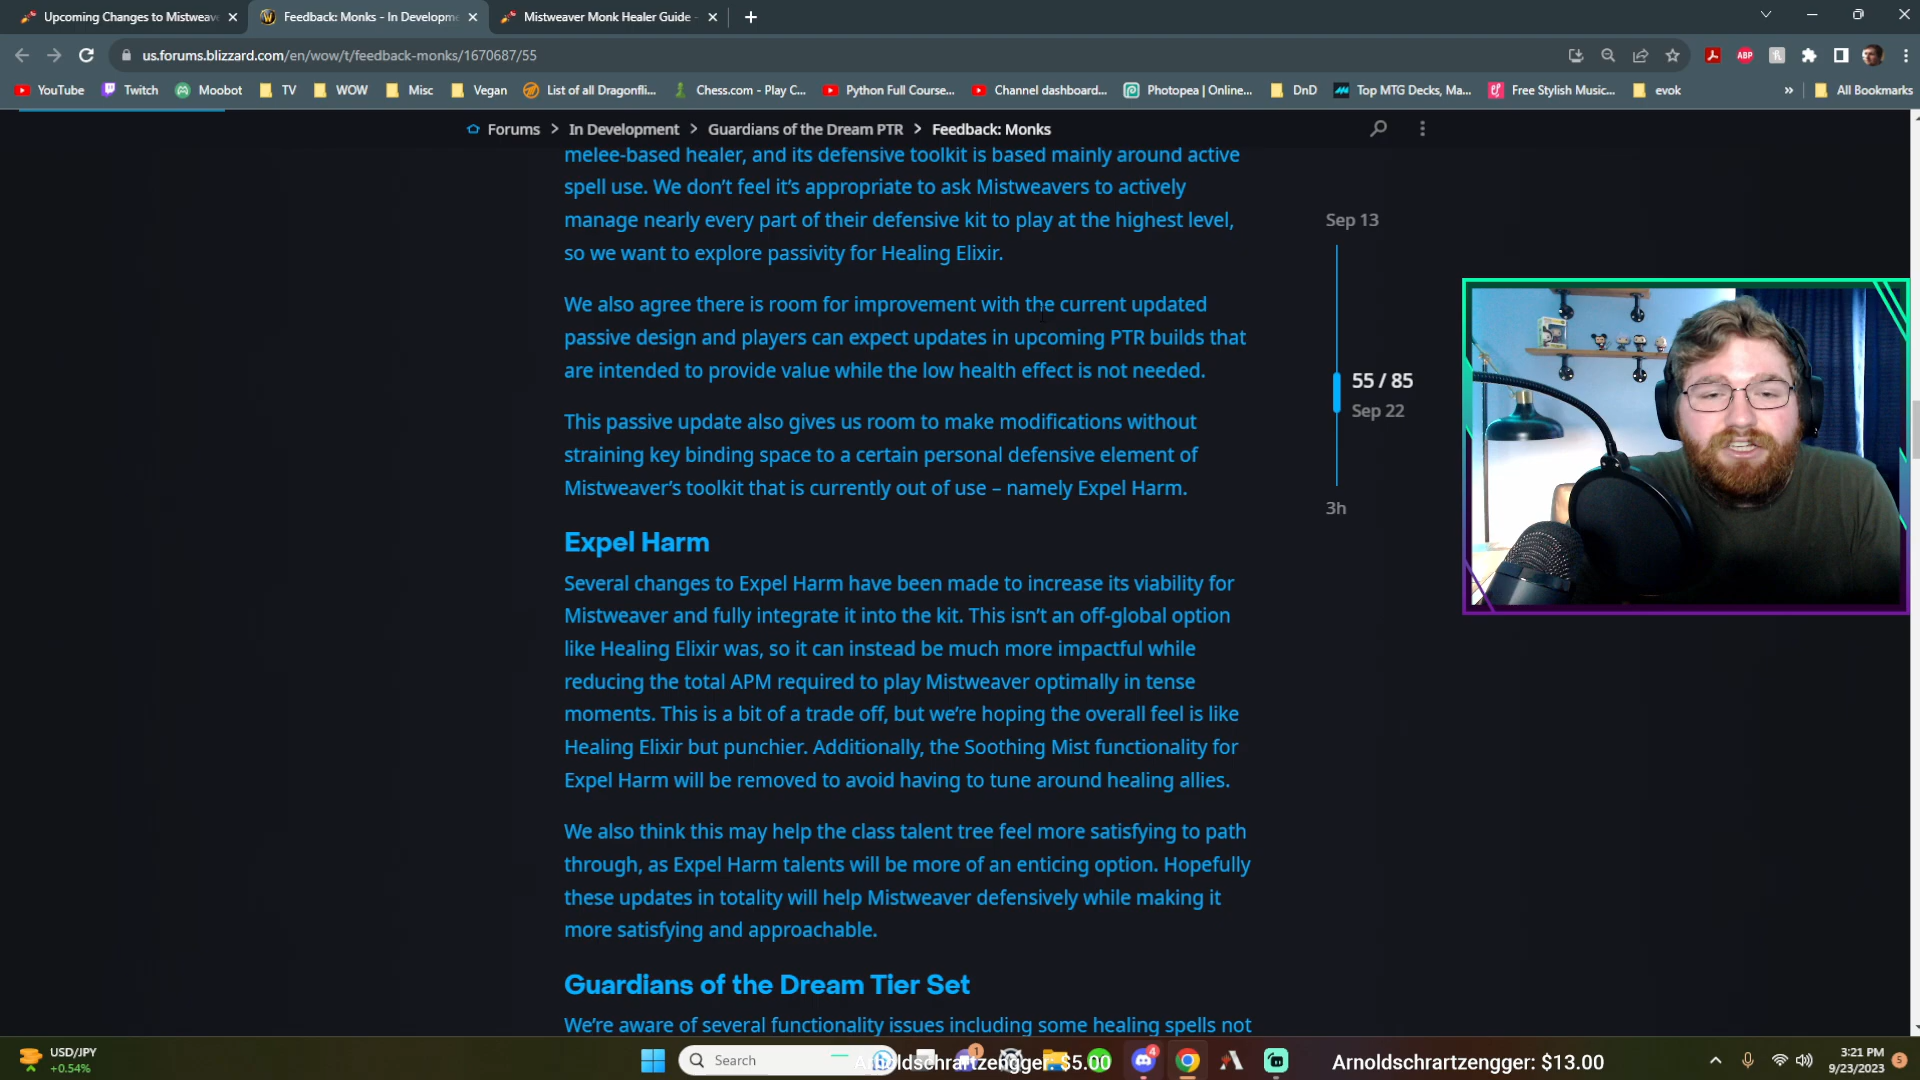 Upcoming Changes to Mistweave
Feedback: Monks - In Developme
Mistweaver Monk Healer Guide -
us.forums.blizzard.com/en/wow/t/feedback-monks/1670687/55
ABP
YouTube
Twitch
Moobot
TV
WOW
Misc
Vegan
List of all Dragonfli...
Chess.com - Play C...
Python Full Course...
Channel dashboard...
Photopea | Online...
DnD
Top MTG Decks, Ma...
Free Stylish Music...
evok
»
All Bookmarks
Forums > In Development > Guardians of the Dream PTR > Feedback: Monks
melee-based healer, and its defensive toolkit is based mainly around active
spell use. We don't feel it's appropriate to ask Mistweavers to actively
manage nearly every part of their defensive kit to play at the highest level,
so we want to explore passivity for Healing Elixir.
We also agree there is room for improvement with the current updated
passive design and players can expect updates in upcoming PTR builds that
are intended to provide value while the low health effect is not needed.
This passive update also gives us room to make modifications without
straining key binding space to a certain personal defensive element of
Mistweaver's toolkit that is currently out of use – namely Expel Harm.
Expel Harm
Several changes to Expel Harm have been made to increase its viability for
Mistweaver and fully integrate it into the kit. This isn't an off-global option
like Healing Elixir was, so it can instead be much more impactful while
reducing the total APM required to play Mistweaver optimally in tense
moments. This is a bit of a trade off, but we're hoping the overall feel is like
Healing Elixir but punchier. Additionally, the Soothing Mist functionality for
Expel Harm will be removed to avoid having to tune around healing allies.
We also think this may help the class talent tree feel more satisfying to path
through, as Expel Harm talents will be more of an enticing option. Hopefully
these updates in totality will help Mistweaver defensively while making it
more satisfying and approachable.
Guardians of the Dream Tier Set
We're aware of several functionality issues including some healing spells not
Sep 13
55 / 85
Sep 22
3h
USD/JPY
+0.54%
Search
1
4
Arnoldschrartzengger: $5.00
Arnoldschrartzengger: $13.00
3:21 PM
9/23/2023
5